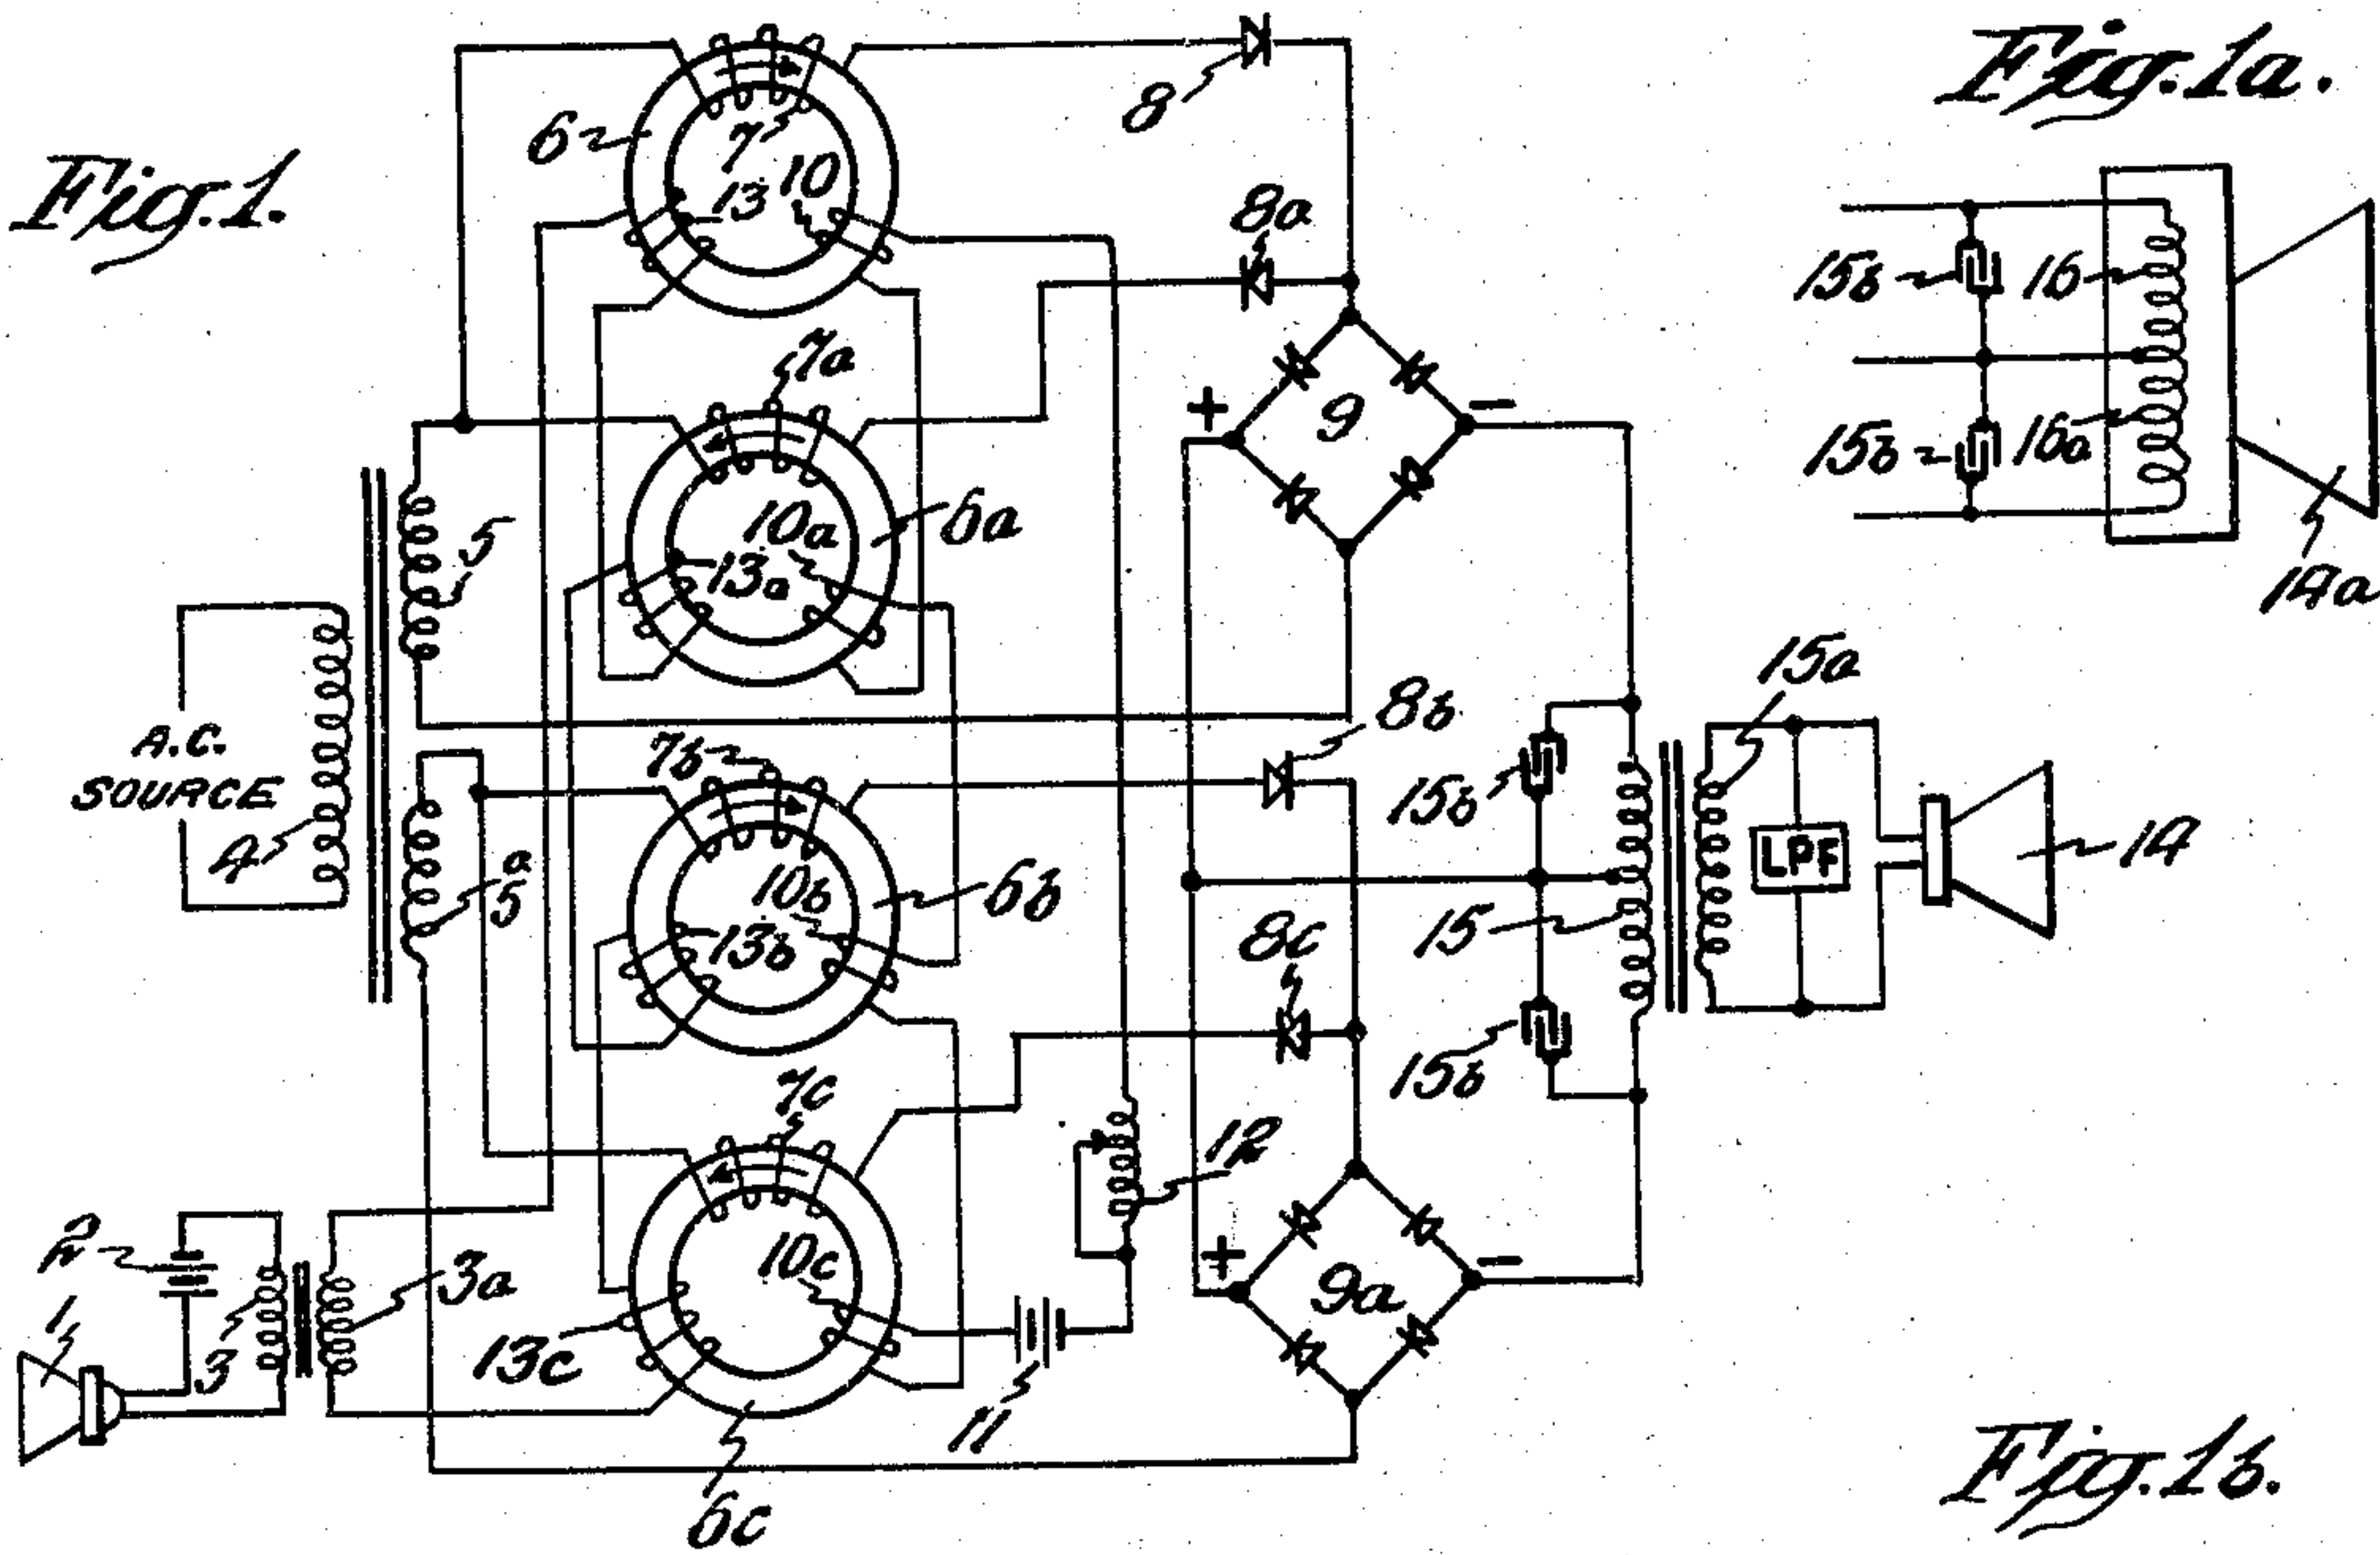 Fig. 1.
Fig. 1a.
6
7
13
10
8
8a
7a
10a
13a
6a
5
9
+
−
15b
16
15b
16a
14a
A.C.
SOURCE
4
5a
7b
8b
10b
13b
6b
8c
15b
15
15b
15a
LPF
14
7c
12
10c
13c
6c
11
+
−
9a
2
1
3
3a
Fig. 1b.